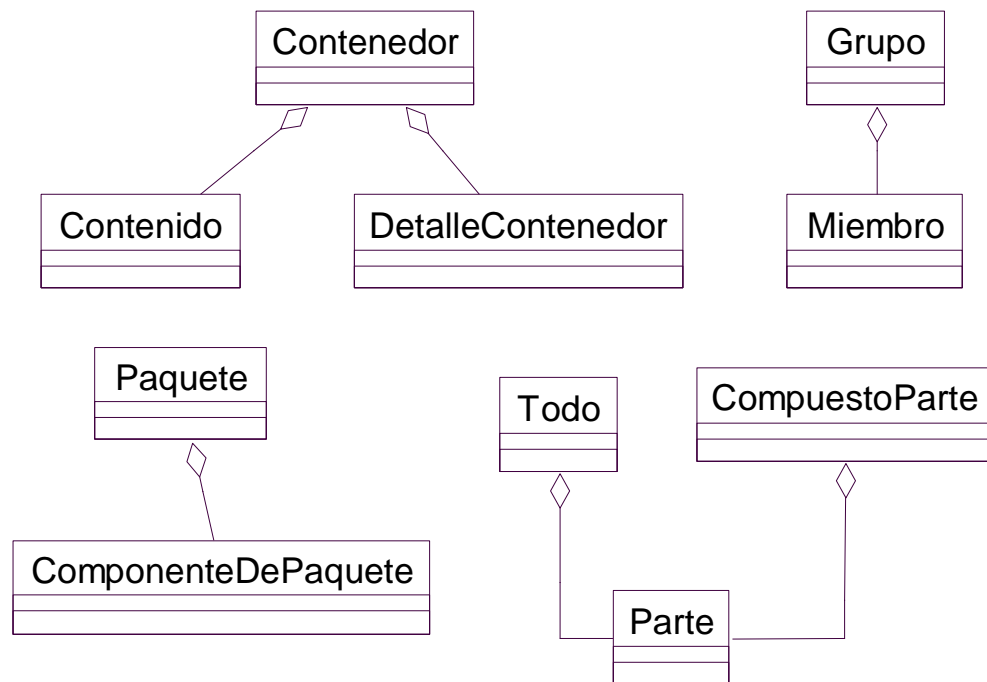 Contenedor
Grupo
Contenido
DetalleContenedor
Miembro
Paquete
Todo
CompuestoParte
ComponenteDePaquete
Parte